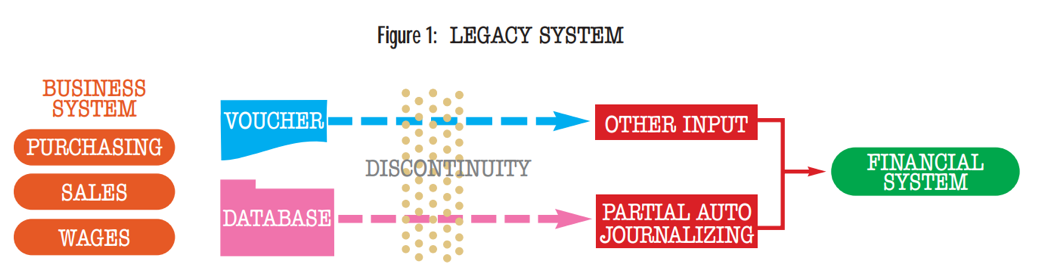 Figure 1: LEGACY SYSTEM
BUSINESS
SYSTEM
PURCHASING
SALES
WAGES
VOUCHER
DATABASE
DISCONTINUITY
OTHER INPUT
PARTIAL AUTO
JOURNALIZING
FINANCIAL
SYSTEM